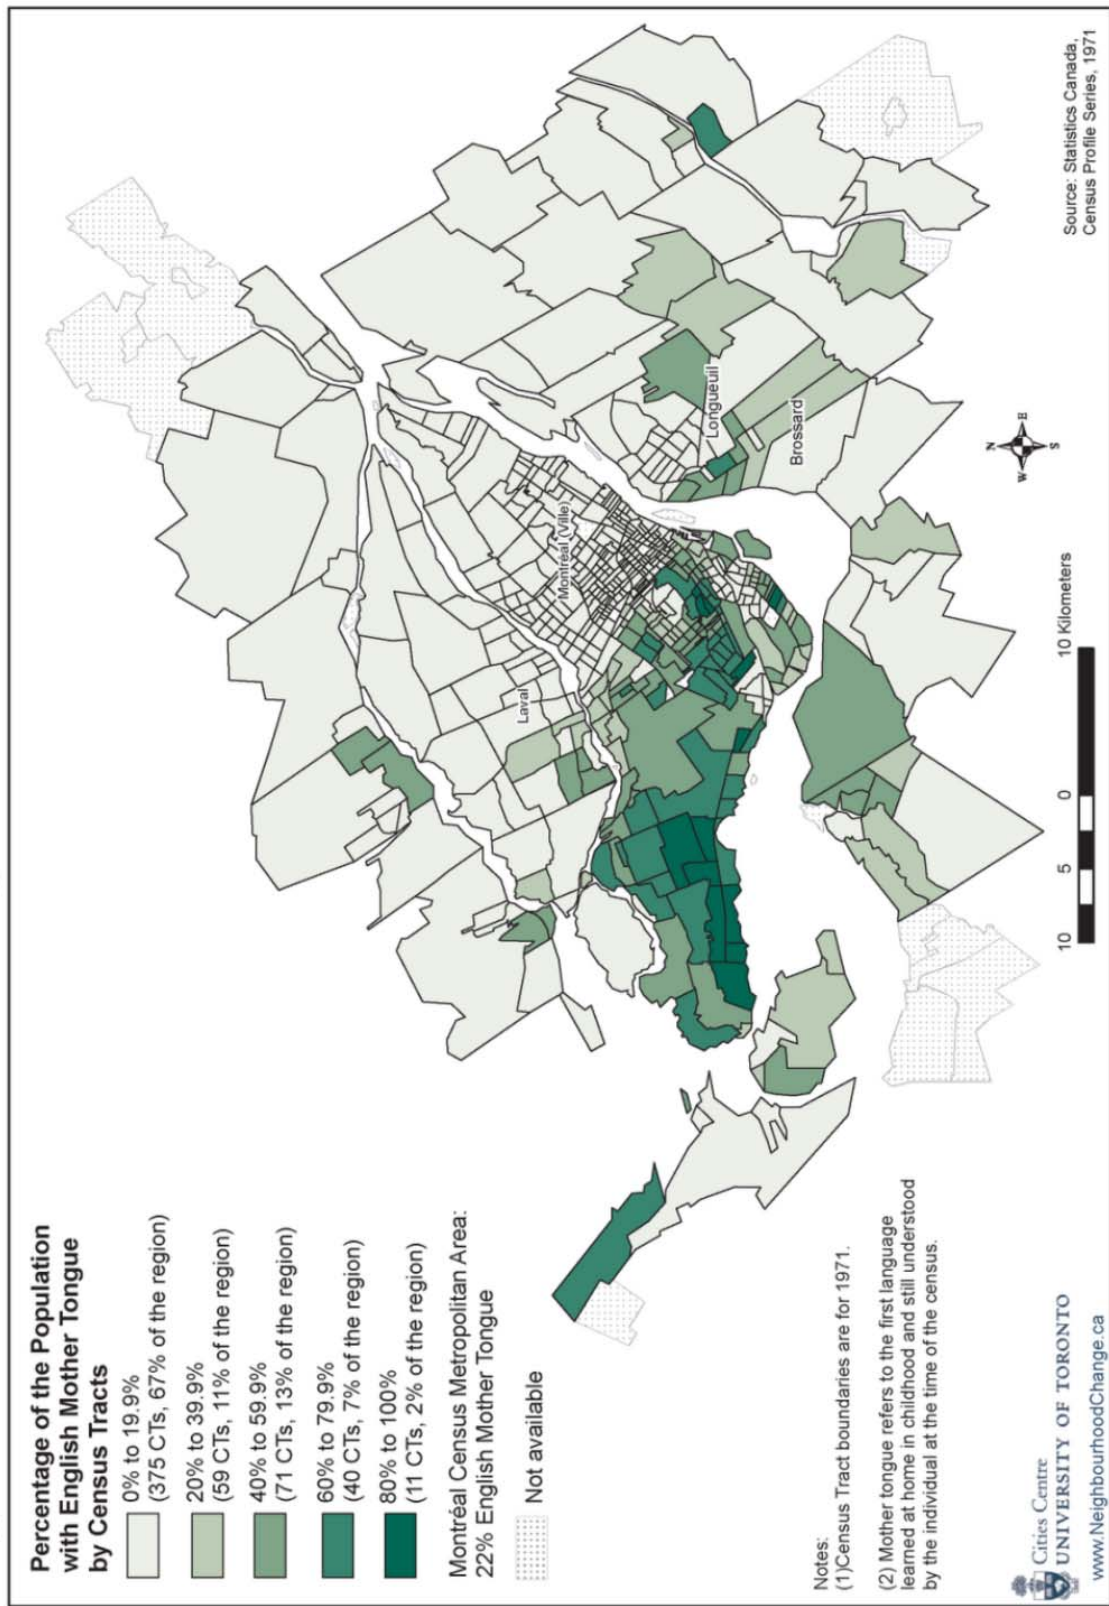 Percentage of the Population
with English Mother Tongue
by Census Tracts
0% to 19.9%
(375 CTs, 67% of the region)
20% to 39.9%
(59 CTs, 11% of the region)
40% to 59.9%
(71 CTs, 13% of the region)
60% to 79.9%
(40 CTs, 7% of the region)
80% to 100%
(11 CTs, 2% of the region)
Montréal Census Metropolitan Area:
22% English Mother Tongue
Not available
Laval
Montréal (Ville)
Longueuil
Brossard
Notes:
(1)Census Tract boundaries are for 1971.
(2) Mother tongue refers to the first language
learned at home in childhood and still understood
by the individual at the time of the census.
Cities Centre
UNIVERSITY OF TORONTO
www.NeighbourhoodChange.ca
10 5 0 10 Kilometers
N
W E
S
Source: Statistics Canada,
Census Profile Series, 1971